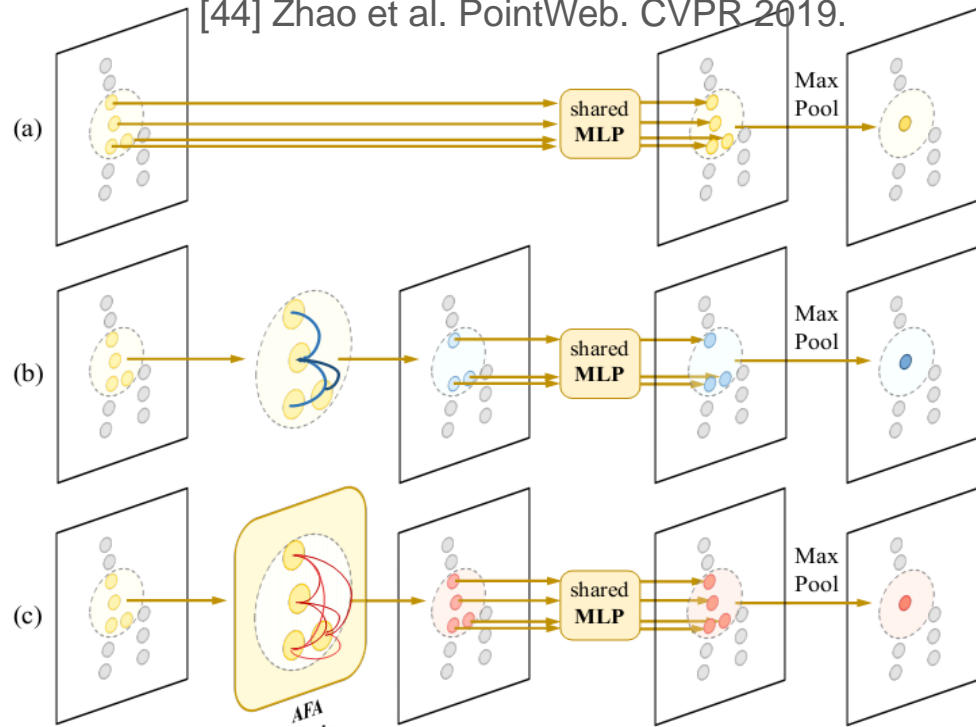 [44] Zhao et al. PointWeb. CVPR 2019.
(a)
shared
MLP
Max
Pool
(b)
shared
MLP
Max
Pool
(c)
AFA
shared
MLP
Max
Pool